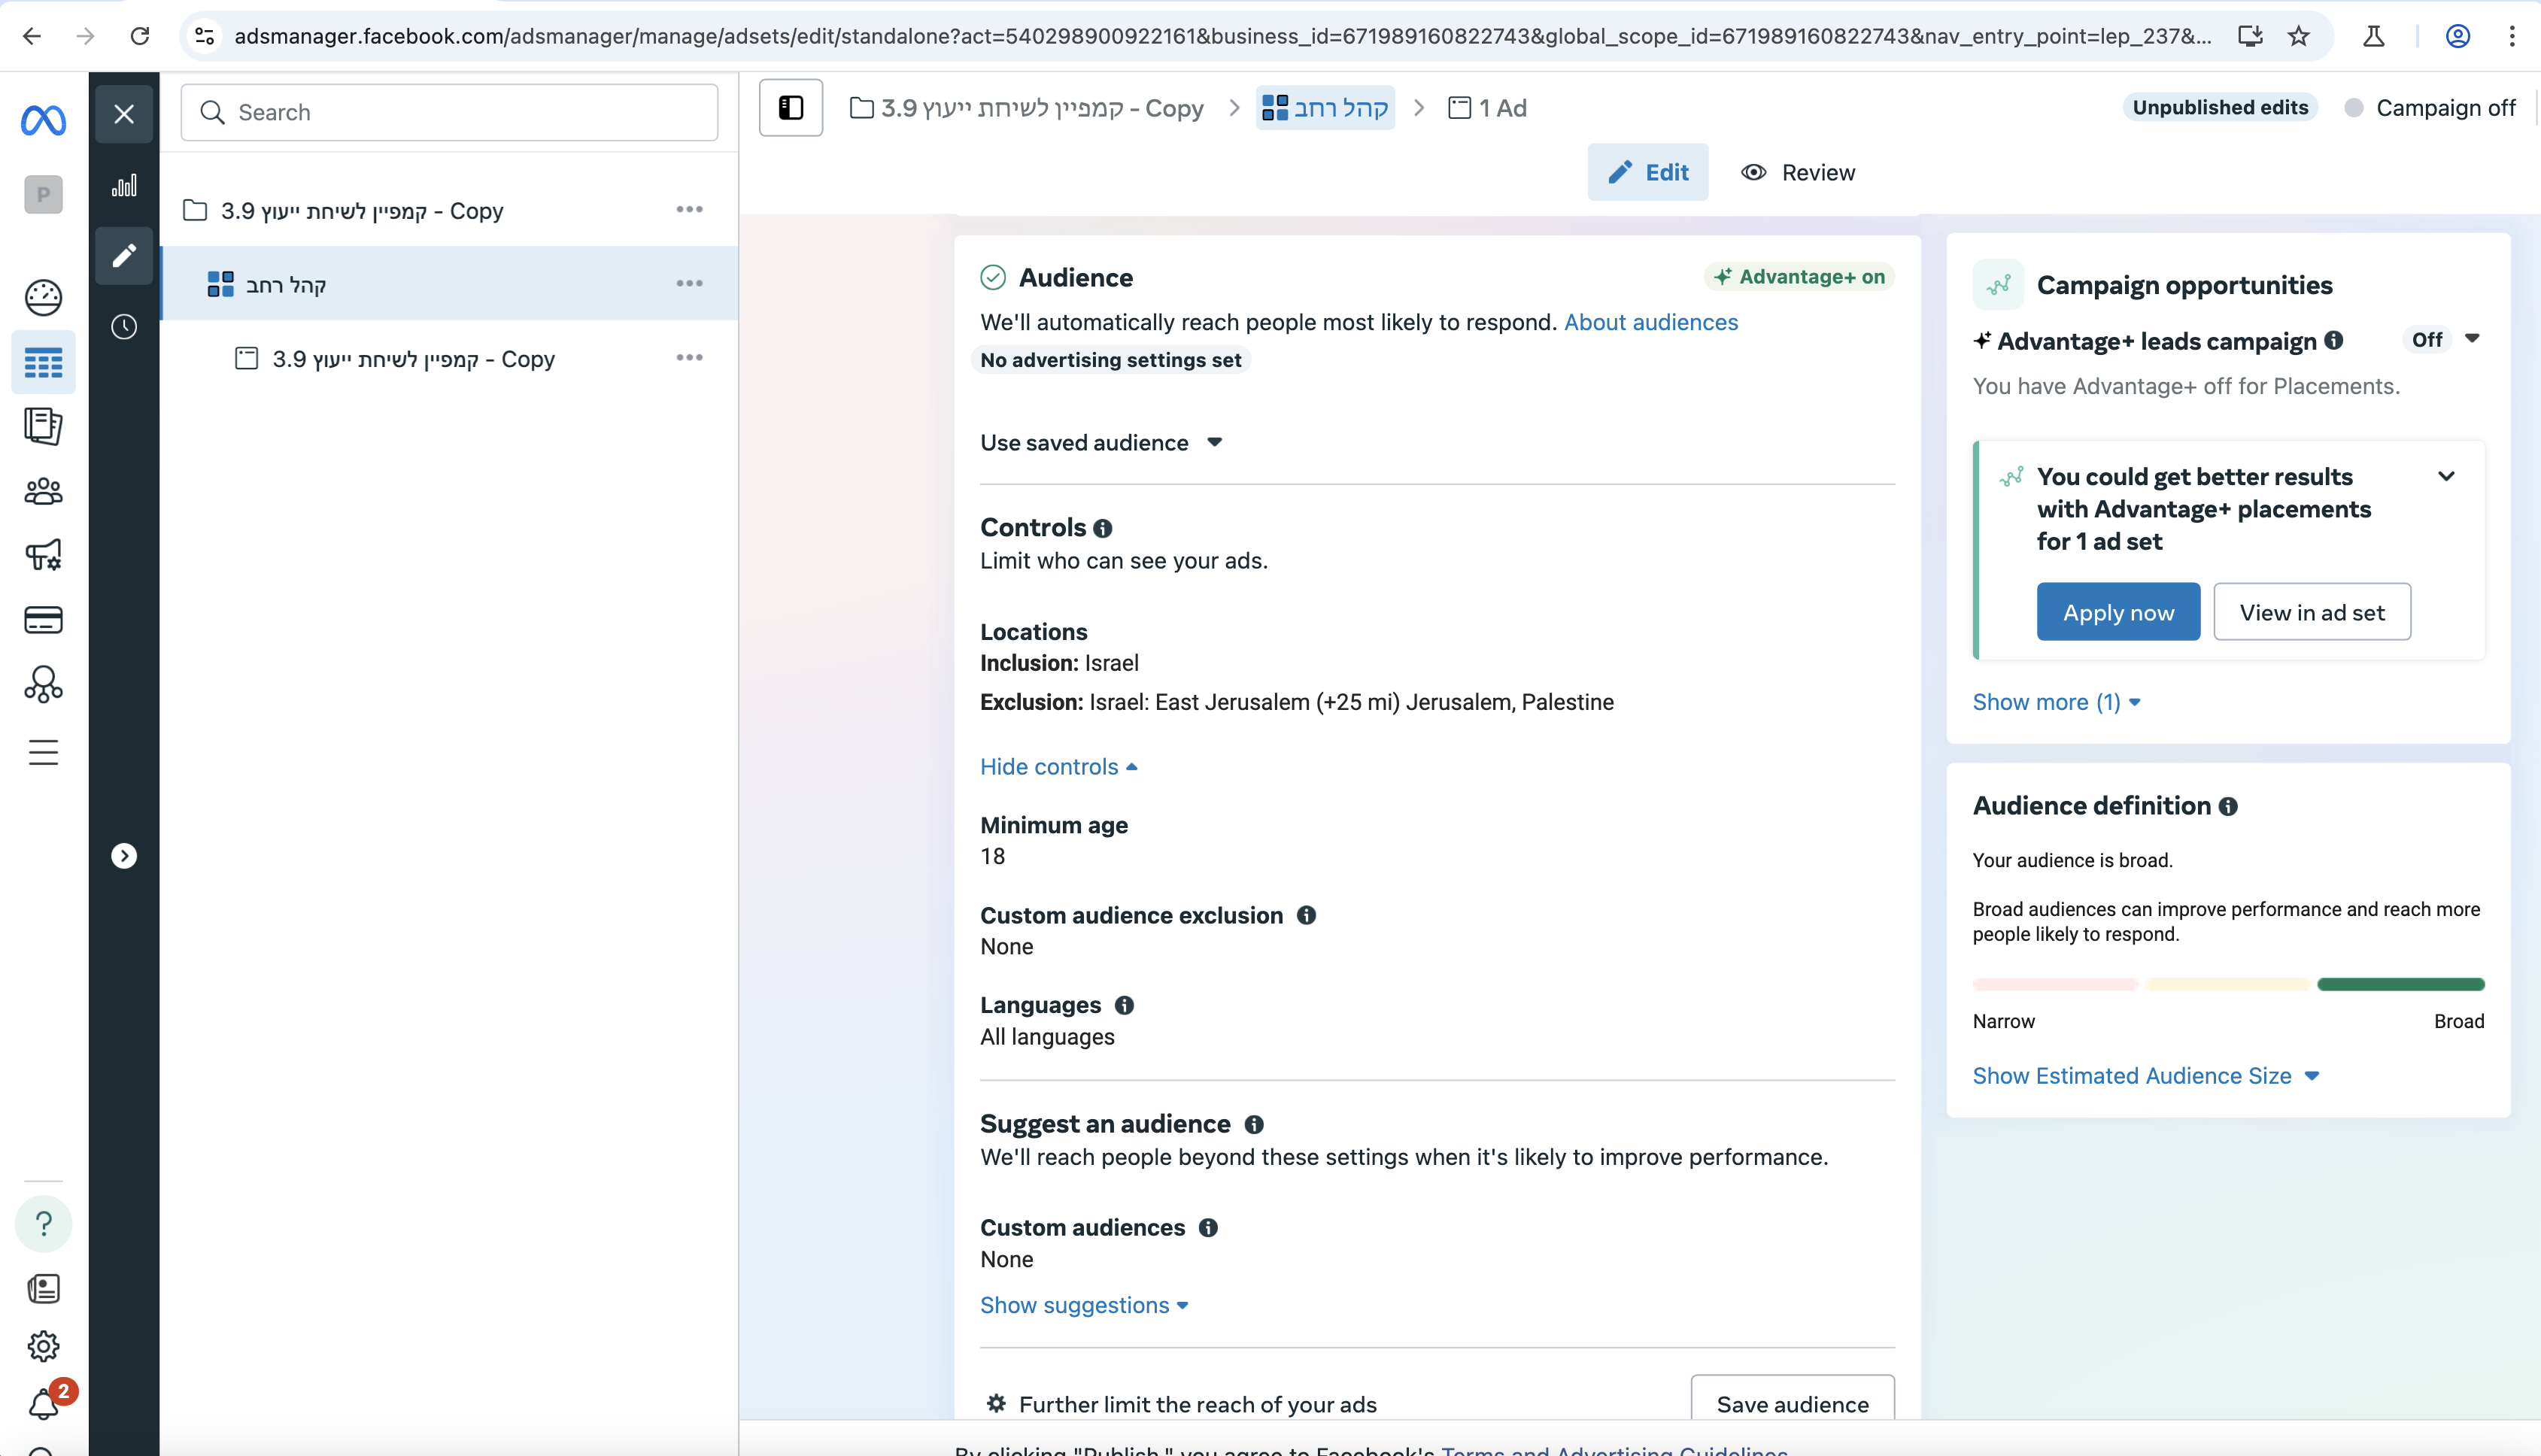 adsmanager.facebook.com/adsmanager/manage/adsets/edit/standalone?act=540298900922161&business_id=671989160822743&global_scope_id=671989160822743&nav_entry_point=lep_237&...
P
Search
3.9 קמפיין לשיחת ייעוץ - Copy
קהל רחב
3.9 קמפיין לשיחת ייעוץ - Copy
2
3.9 קמפיין לשיחת ייעוץ - Copy
קהל רחב
1 Ad
Unpublished edits
Campaign off
Edit
Review
Audience
Advantage+ on
We'll automatically reach people most likely to respond. About audiences
No advertising settings set
Use saved audience
Controls
Limit who can see your ads.
Locations
Inclusion: Israel
Exclusion: Israel: East Jerusalem (+25 mi) Jerusalem, Palestine
Hide controls
Minimum age
18
Custom audience exclusion
None
Languages
All languages
Suggest an audience
We'll reach people beyond these settings when it's likely to improve performance.
Custom audiences
None
Show suggestions
Further limit the reach of your ads
Save audience
By clicking "Publish," you agree to Facebook's Terms and Advertising Guidelines
Campaign opportunities
Advantage+ leads campaign
Off
You have Advantage+ off for Placements.
You could get better results
with Advantage+ placements
for 1 ad set
Apply now
View in ad set
Show more (1)
Audience definition
Your audience is broad.
Broad audiences can improve performance and reach more
people likely to respond.
Narrow
Broad
Show Estimated Audience Size